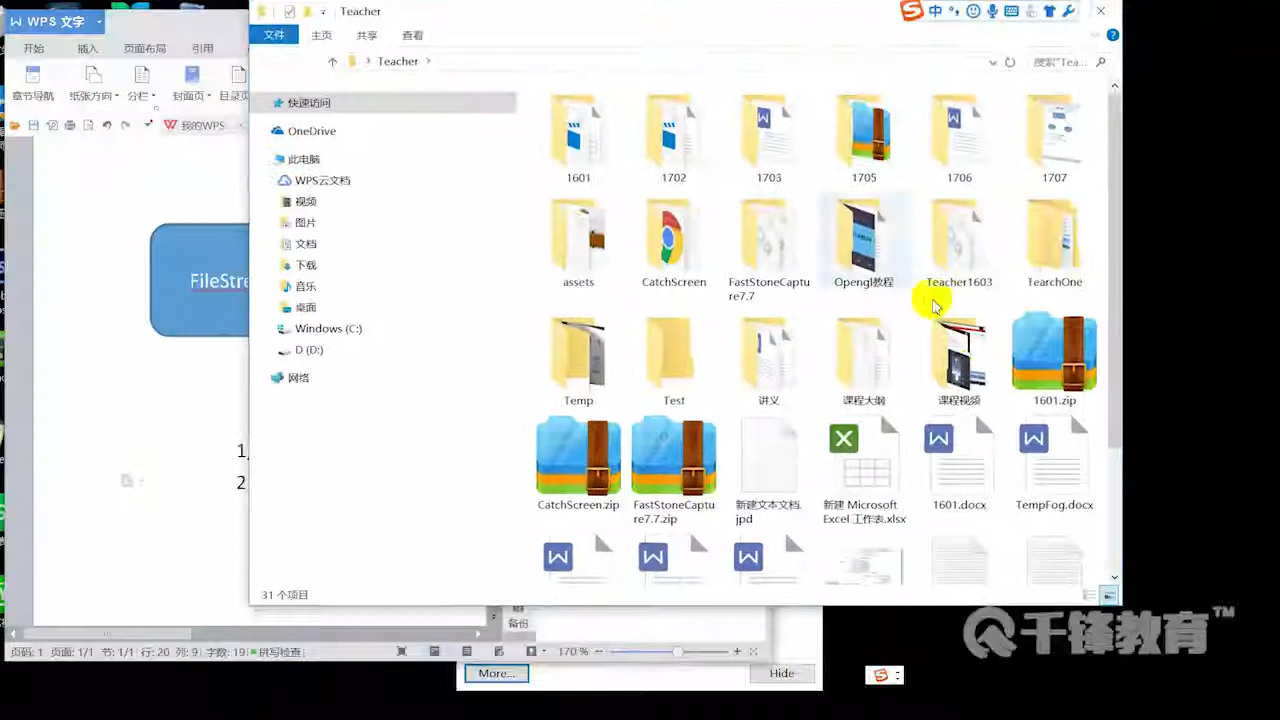 WPS 文字
开始
插入
页面布局
引用
章节导航
纸张方向
分栏
封面页
目录页
我的WPS
FileStre
1,
2
页码: 1 页面: 1/1 节: 1/1 行: 20 列: 9 字数: 19 拼写检查
170 %
Teacher
中
文件
主页
共享
查看
Teacher
搜索"Tea...
快速访问
OneDrive
此电脑
WPS云文档
视频
图片
文档
下载
音乐
桌面
Windows (C:)
D (D:)
网络
1601
1702
1703
1705
1706
1707
assets
CatchScreen
FastStoneCaptu
re7.7
Opengl教程
Teacher1603
TearchOne
Temp
Test
讲义
课程大纲
课程视频
1601.zip
CatchScreen.zip
FastStoneCaptu
re7.7.zip
新建文本文档.
jpd
新建 Microsoft
Excel 工作表.xlsx
1601.docx
TempFog.docx
31 个项目
备份
More...
Hide
千锋教育™